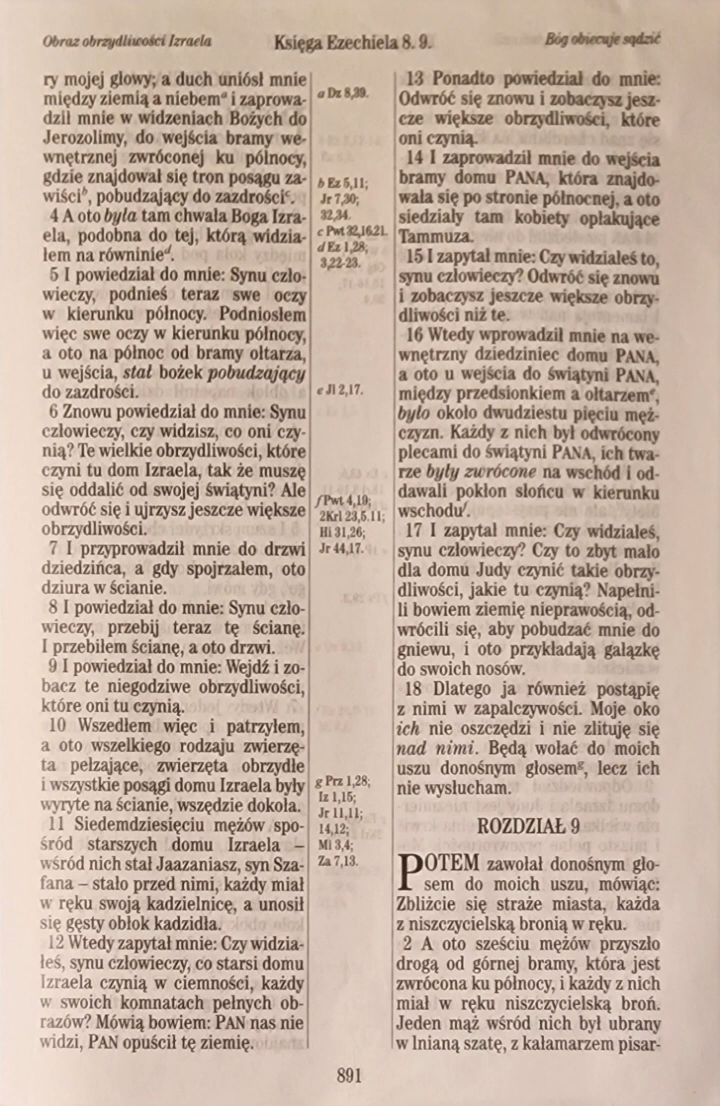 Obraz obrzydliwości Izraela
Księga Ezechiela 8. 9.
Bóg obiecuje sądzić
ry mojej głowy; a duch uniósł mnie
między ziemią a niebemᵃ i zaprowa-
dził mnie w widzeniach Bożych do
Jerozolimy, do wejścia bramy we-
wnętrznej zwróconej ku północy,
gdzie znajdował się tron posągu za-
wiściᵇ, pobudzający do zazdrościᶜ.
4 A oto była tam chwała Boga Izra-
ela, podobna do tej, którą widzia-
łem na równinieᵈ.
5 I powiedział do mnie: Synu czło-
wieczy, podnieś teraz swe oczy
w kierunku północy. Podniosłem
więc swe oczy w kierunku północy,
a oto na północ od bramy ołtarza,
u wejścia, stał bożek pobudzający
do zazdrości.
6 Znowu powiedział do mnie: Synu
człowieczy, czy widzisz, co oni czy-
nią? Te wielkie obrzydliwości, które
czyni tu dom Izraela, tak że muszę
się oddalić od swojej świątyni? Ale
odwróć się i ujrzysz jeszcze większe
obrzydliwości.
7 I przyprowadził mnie do drzwi
dziedzińca, a gdy spojrzałem, oto
dziura w ścianie.
8 I powiedział do mnie: Synu czło-
wieczy, przebij teraz tę ścianę.
I przebiłem ścianę, a oto drzwi.
9 I powiedział do mnie: Wejdź i zo-
bacz te niegodziwe obrzydliwości,
które oni tu czynią.
10 Wszedłem więc i patrzyłem,
a oto wszelkiego rodzaju zwierzę-
ta pełzające, zwierzęta obrzydłe
i wszystkie posągi domu Izraela były
wyryte na ścianie, wszędzie dokoła.
11 Siedemdziesięciu mężów spo-
śród starszych domu Izraela –
wśród nich stał Jaazaniasz, syn Sza-
fana – stało przed nimi, każdy miał
w ręku swoją kadzielnicę, a unosił
się gęsty obłok kadzidła.
12 Wtedy zapytał mnie: Czy widzia-
łeś, synu człowieczy, co starsi domu
Izraela czynią w ciemności, każdy
w swoich komnatach pełnych ob-
razów? Mówią bowiem: PAN nas nie
widzi, PAN opuścił tę ziemię.
a Dz 8,39.
b Ez 5,11;
Jr 7,30;
32,34.
c Pwt 32,16.21.
d Ez 1,28;
3,22-23.
e Jl 2,17.
f Pwt 4,19;
2Krl 23,5.11;
Hi 31,26;
Jr 44,17.
g Prz 1,28;
Iz 1,15;
Jr 11,11;
14,12;
Mi 3,4;
Za 7,13.
13 Ponadto powiedział do mnie:
Odwróć się znowu i zobaczysz jesz-
cze większe obrzydliwości, które
oni czynią.
14 I zaprowadził mnie do wejścia
bramy domu PANA, która znajdo-
wała się po stronie północnej, a oto
siedziały tam kobiety opłakujące
Tammuza.
15 I zapytał mnie: Czy widziałeś to,
synu człowieczy? Odwróć się znowu
i zobaczysz jeszcze większe obrzy-
dliwości niż te.
16 Wtedy wprowadził mnie na we-
wnętrzny dziedziniec domu PANA,
a oto u wejścia do świątyni PANA,
między przedsionkiem a ołtarzemᵉ,
było około dwudziestu pięciu męż-
czyzn. Każdy z nich był odwrócony
plecami do świątyni PANA, ich twa-
rze były zwrócone na wschód i od-
dawali pokłon słońcu w kierunku
wschoduᶠ.
17 I zapytał mnie: Czy widziałeś,
synu człowieczy? Czy to zbyt mało
dla domu Judy czynić takie obrzy-
dliwości, jakie tu czynią? Napełni-
li bowiem ziemię nieprawością, od-
wrócili się, aby pobudzać mnie do
gniewu, i oto przykładają gałązkę
do swoich nosów.
18 Dlatego ja również postąpię
z nimi w zapalczywości. Moje oko
ich nie oszczędzi i nie zlituję się
nad nimi. Będą wołać do moich
uszu donośnym głosemᵍ, lecz ich
nie wysłucham.
ROZDZIAŁ 9
POTEM zawołał donośnym gło-
sem do moich uszu, mówiąc:
Zbliżcie się straże miasta, każda
z niszczycielską bronią w ręku.
2 A oto sześciu mężów przyszło
drogą od górnej bramy, która jest
zwrócona ku północy, i każdy z nich
miał w ręku niszczycielską broń.
Jeden mąż wśród nich był ubrany
w lnianą szatę, z kałamarzem pisar-
891